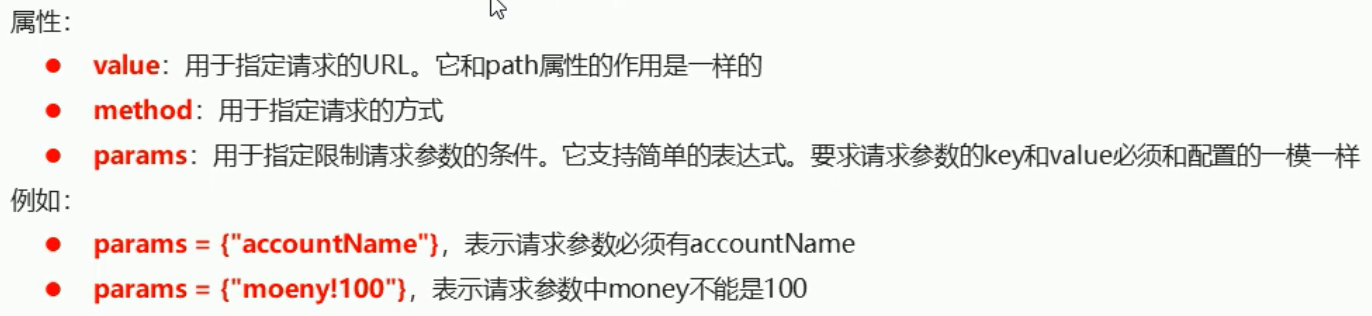 属性：
● value：用于指定请求的URL。它和path属性的作用是一样的
● method：用于指定请求的方式
● params：用于指定限制请求参数的条件。它支持简单的表达式。要求请求参数的key和value必须和配置的一模一样
例如：
● params = {"accountName"}，表示请求参数必须有accountName
● params = {"moeny!100"}，表示请求参数中money不能是100